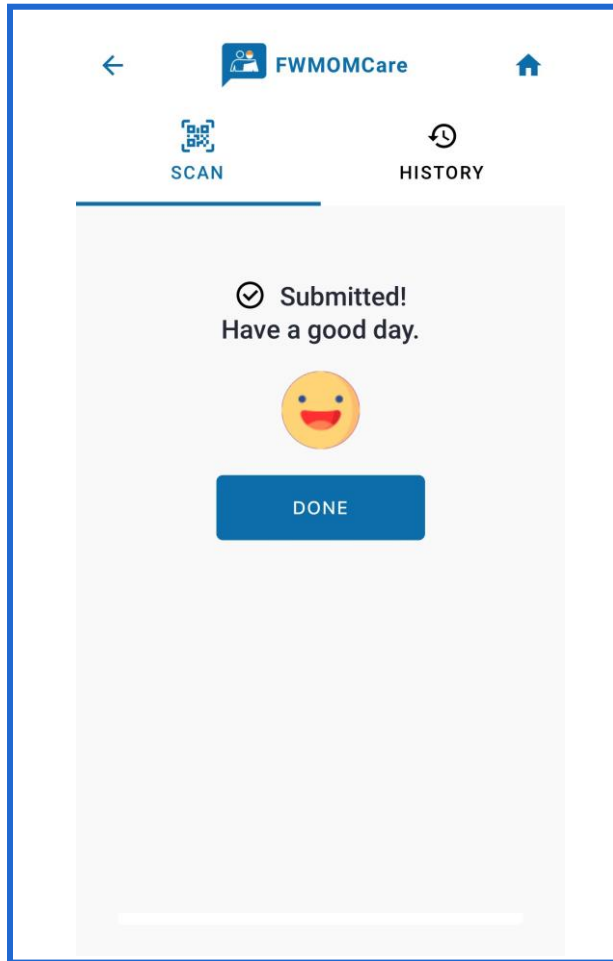 FWMOMCare
SCAN
HISTORY
Submitted!
Have a good day.
DONE